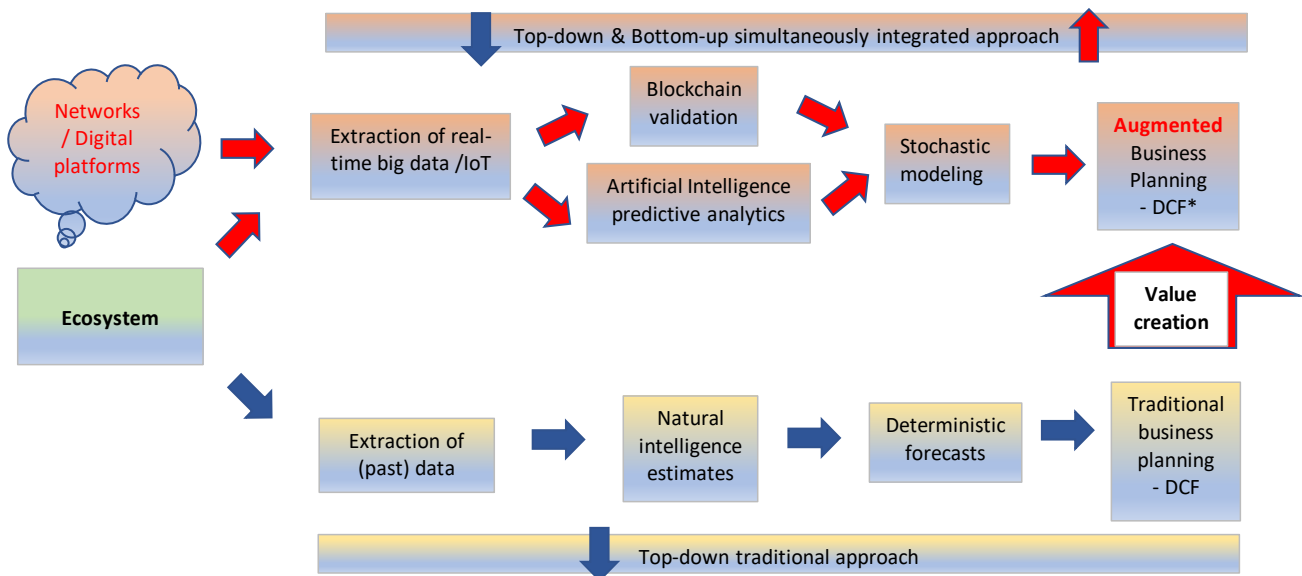 Top-down & Bottom-up simultaneously integrated approach
Networks
/ Digital
platforms
Extraction of real-
time big data /IoT
Blockchain
validation
Artificial Intelligence
predictive analytics
Stochastic
modeling
Augmented
Business
Planning
- DCF*
Ecosystem
Value
creation
Extraction of
(past) data
Natural
intelligence
estimates
Deterministic
forecasts
Traditional
business
planning
- DCF
Top-down traditional approach